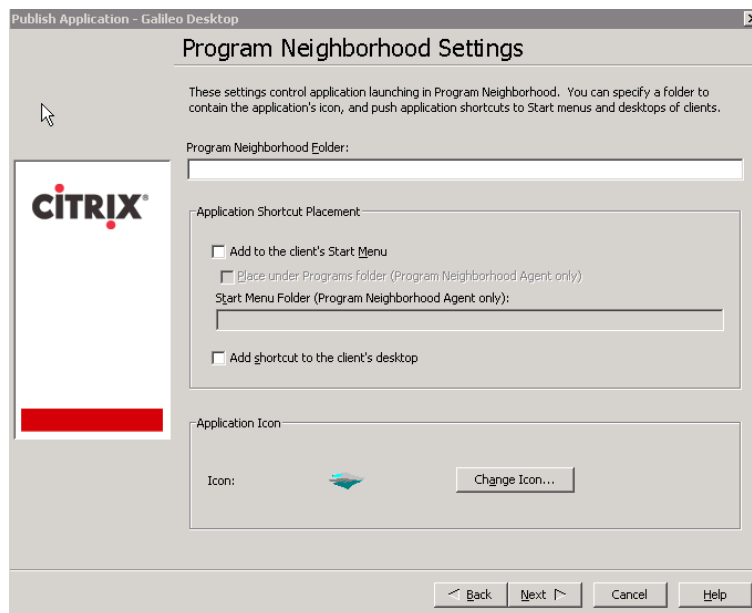 Publish Application - Galileo Desktop
Program Neighborhood Settings
These settings control application launching in Program Neighborhood. You can specify a folder to
contain the application's icon, and push application shortcuts to Start menus and desktops of clients.
Program Neighborhood Folder:
CİTRIX®
Application Shortcut Placement
Add to the client's Start Menu
Place under Programs folder (Program Neighborhood Agent only)
Start Menu Folder (Program Neighborhood Agent only):
Add shortcut to the client's desktop
Application Icon
Icon:
Change Icon...
< Back
Next >
Cancel
Help